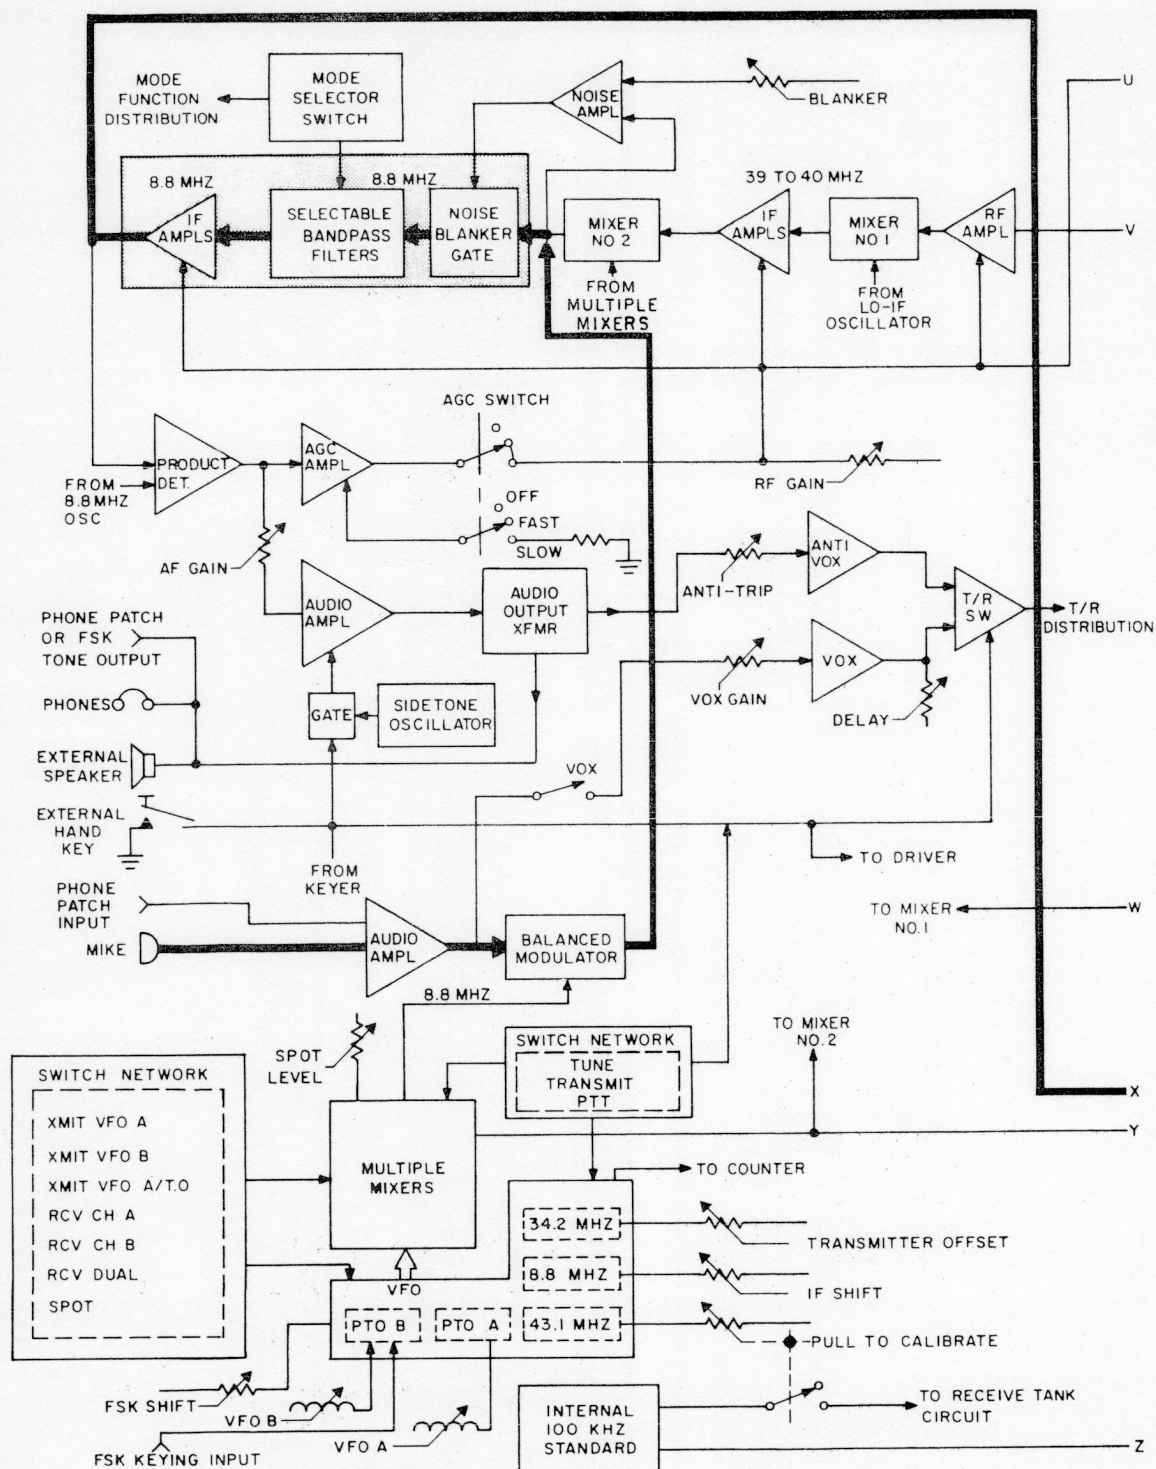 MODE
FUNCTION
DISTRIBUTION
MODE
SELECTOR
SWITCH
NOISE
AMPL
BLANKER
U
8.8 MHZ
IF
AMPLS
SELECTABLE
BANDPASS
FILTERS
8.8 MHZ
NOISE
BLANKER
GATE
MIXER
NO 2
FROM
MULTIPLE
MIXERS
39 TO 40 MHZ
IF
AMPLS
MIXER
NO 1
FROM
LO-IF
OSCILLATOR
RF
AMPL
V
AGC SWITCH
PRODUCT
DET.
FROM
8.8 MHZ
OSC
AGC
AMPL
OFF
FAST
SLOW
RF GAIN
AF GAIN
AUDIO
AMPL
AUDIO
OUTPUT
XFMR
ANTI-TRIP
ANTI
VOX
T/R
SW
T/R
DISTRIBUTION
PHONE PATCH
OR FSK
TONE OUTPUT
VOX GAIN
VOX
DELAY
PHONES
GATE
SIDETONE
OSCILLATOR
EXTERNAL
SPEAKER
VOX
EXTERNAL
HAND
KEY
FROM
KEYER
TO DRIVER
PHONE
PATCH
INPUT
TO MIXER
NO.1
W
MIKE
AUDIO
AMPL
BALANCED
MODULATOR
8.8 MHZ
SPOT
LEVEL
SWITCH NETWORK
TUNE
TRANSMIT
PTT
TO MIXER
NO.2
X
SWITCH NETWORK
XMIT VFO A
XMIT VFO B
XMIT VFO A/T.O
RCV CH A
RCV CH B
RCV DUAL
SPOT
MULTIPLE
MIXERS
Y
TO COUNTER
34.2 MHZ
TRANSMITTER OFFSET
8.8 MHZ
IF SHIFT
VFO
PTO B
PTO A
43.1 MHZ
PULL TO CALIBRATE
FSK SHIFT
VFO B
VFO A
FSK KEYING INPUT
INTERNAL
100 KHZ
STANDARD
TO RECEIVE TANK
CIRCUIT
Z